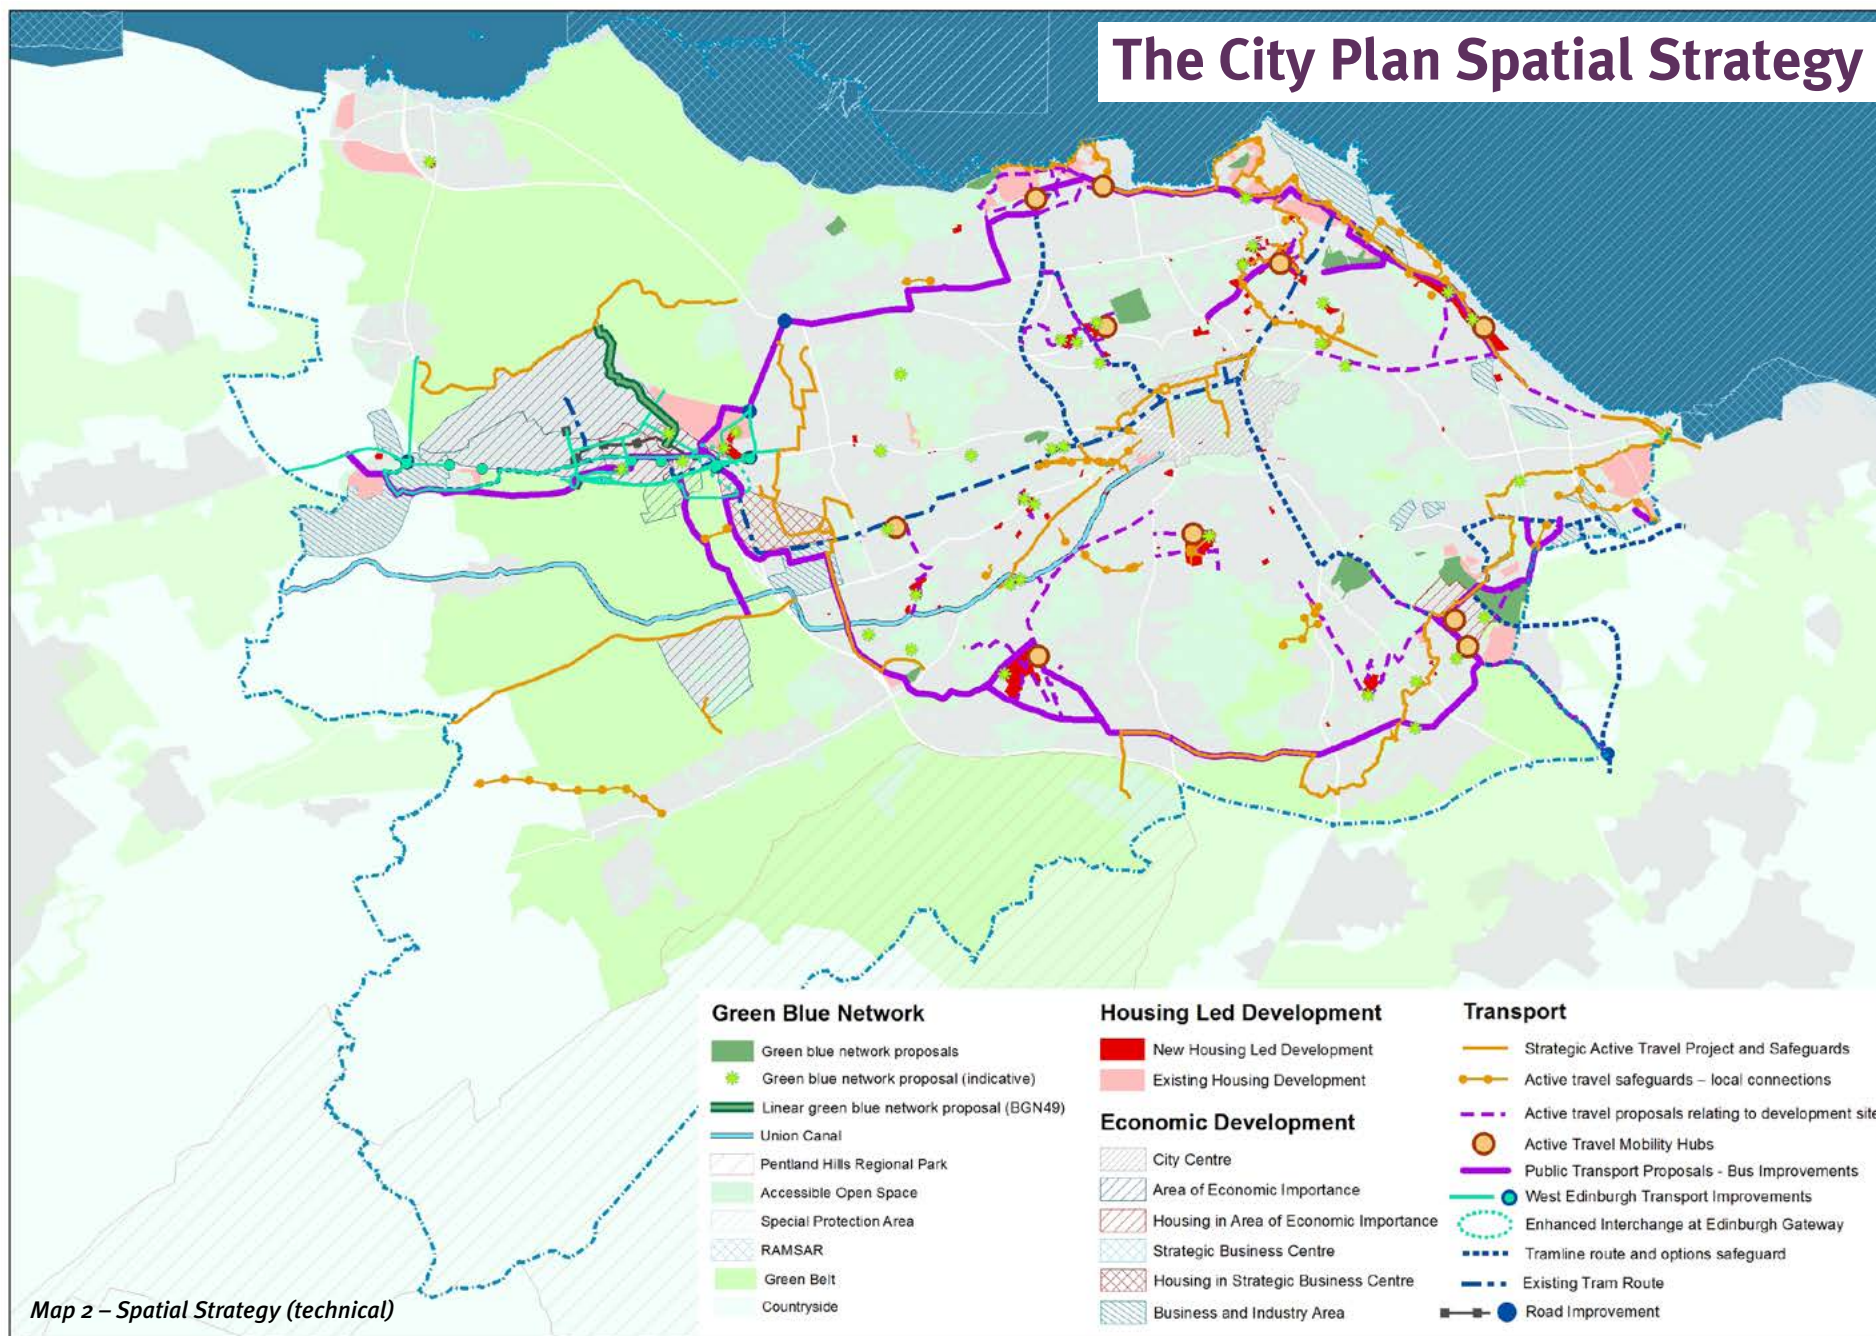 The City Plan Spatial Strategy
Green Blue Network
Green blue network proposals
Green blue network proposal (indicative)
Linear green blue network proposal (BGN49)
Union Canal
Pentland Hills Regional Park
Accessible Open Space
Special Protection Area
RAMSAR
Green Belt
Countryside
Housing Led Development
New Housing Led Development
Existing Housing Development
Economic Development
City Centre
Area of Economic Importance
Housing in Area of Economic Importance
Strategic Business Centre
Housing in Strategic Business Centre
Business and Industry Area
Transport
Strategic Active Travel Project and Safeguards
Active travel safeguards – local connections
Active travel proposals relating to development site
Active Travel Mobility Hubs
Public Transport Proposals - Bus Improvements
West Edinburgh Transport Improvements
Enhanced Interchange at Edinburgh Gateway
Tramline route and options safeguard
Existing Tram Route
Road Improvement
Map 2 – Spatial Strategy (technical)